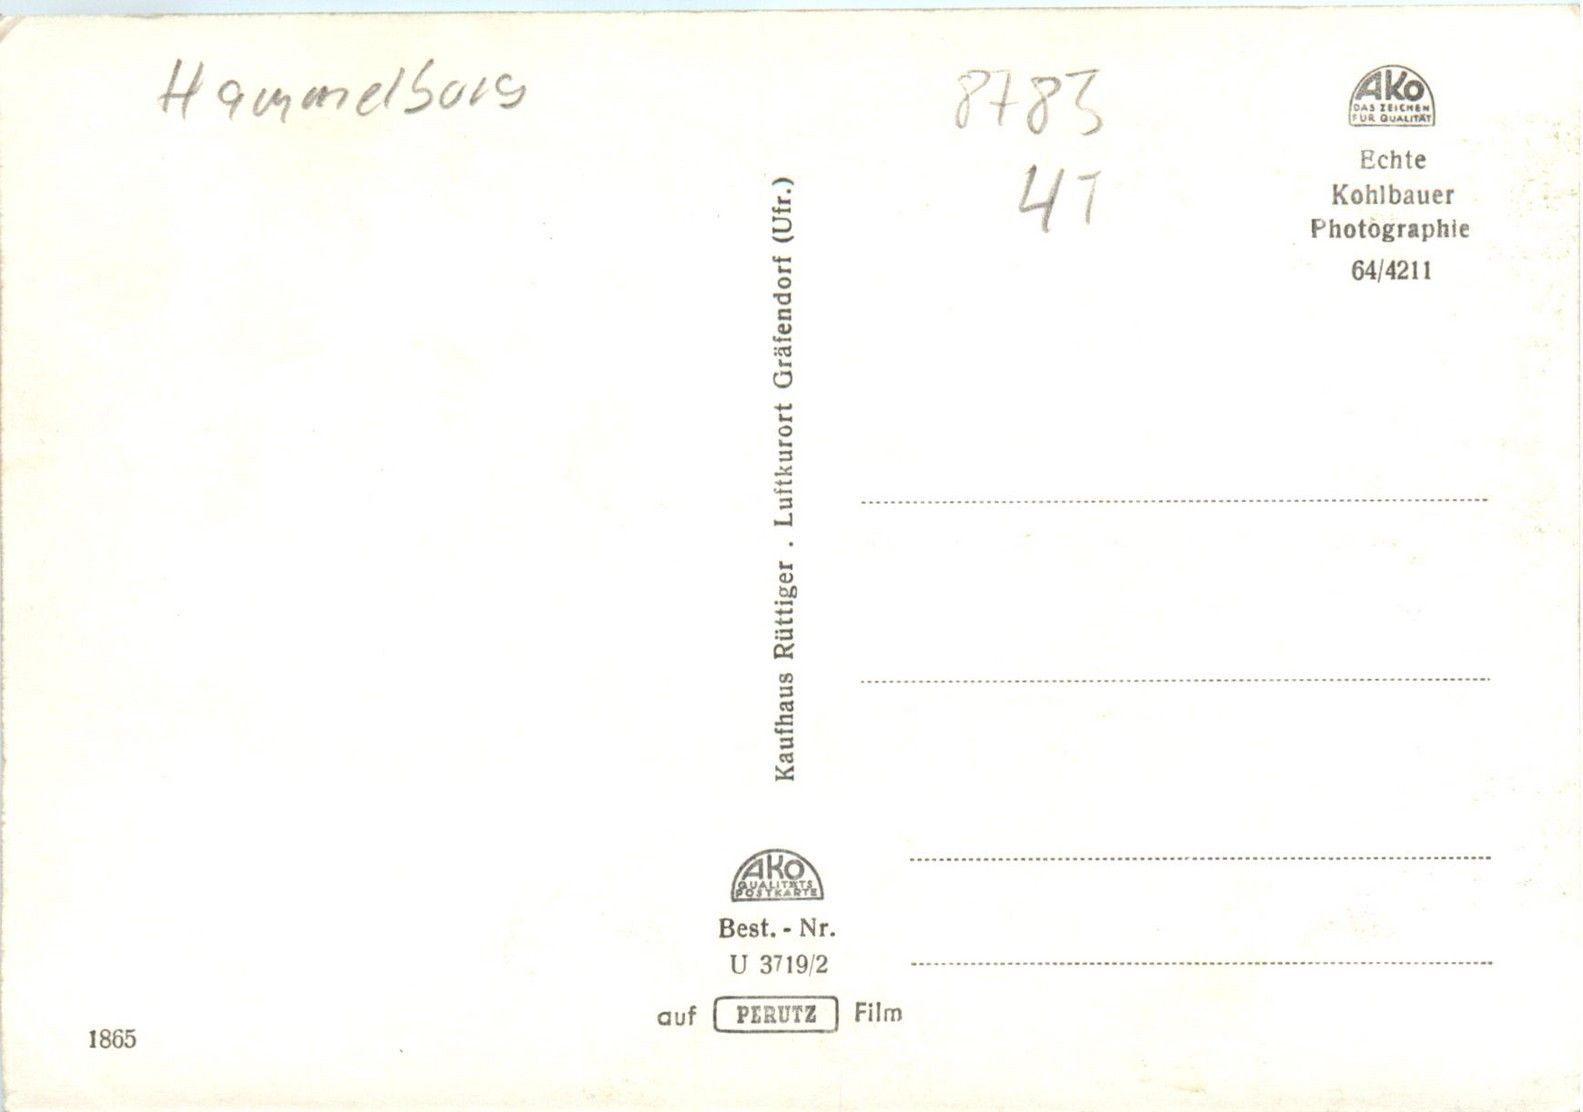 Hammelburg
8783
41
AKO
DAS ZEICHEN
FÜR QUALITÄT
Echte
Kohlbauer
Photographie
64/4211
Kaufhaus Rüttiger . Luftkurort Gräfendorf (Ufr.)
AKO
QUALITÄTS
POSTKARTE
Best. - Nr.
U 3719/2
auf PERUTZ Film
1865